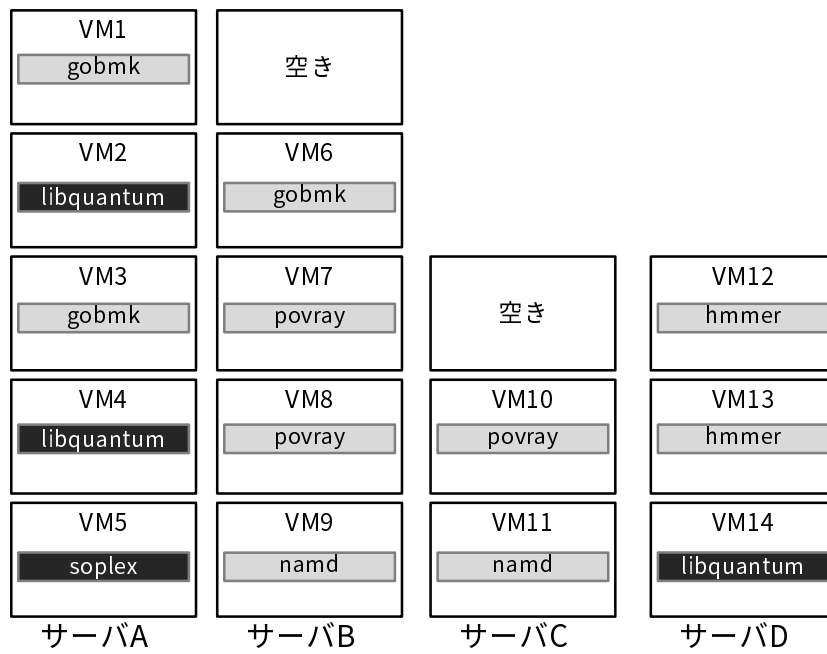 VM1
gobmk
VM2
libquantum
VM3
gobmk
VM4
libquantum
VM5
soplex
サーバA
空き
VM6
gobmk
VM7
povray
VM8
povray
VM9
namd
サーバB
空き
VM10
povray
VM11
namd
サーバC
VM12
hmmer
VM13
hmmer
VM14
libquantum
サーバD